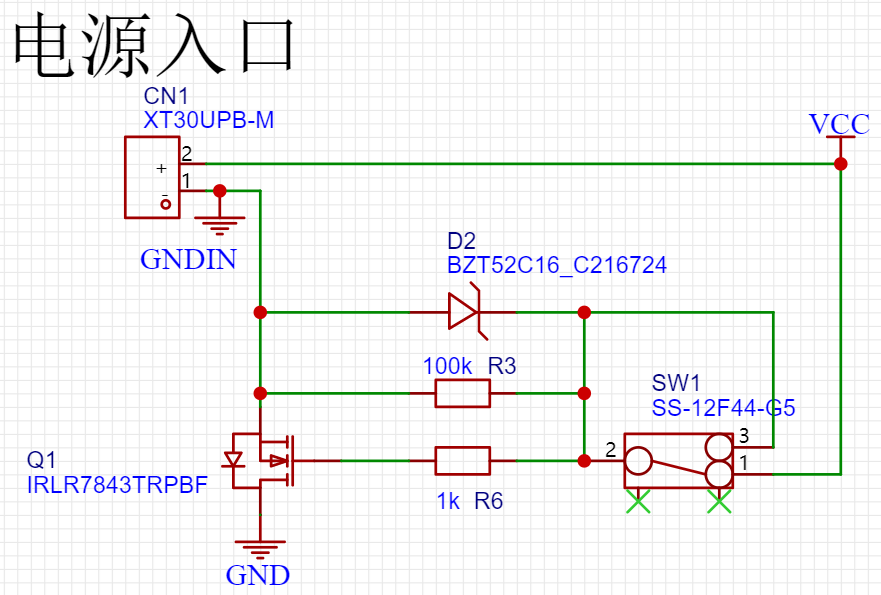 电源入口
CN1
XT30UPB-M
VCC
2
+
1
-
GNDIN
D2
BZT52C16_C216724
100k R3
SW1
SS-12F44-G5
3
2
1
Q1
IRLR7843TRPBF
1k R6
GND